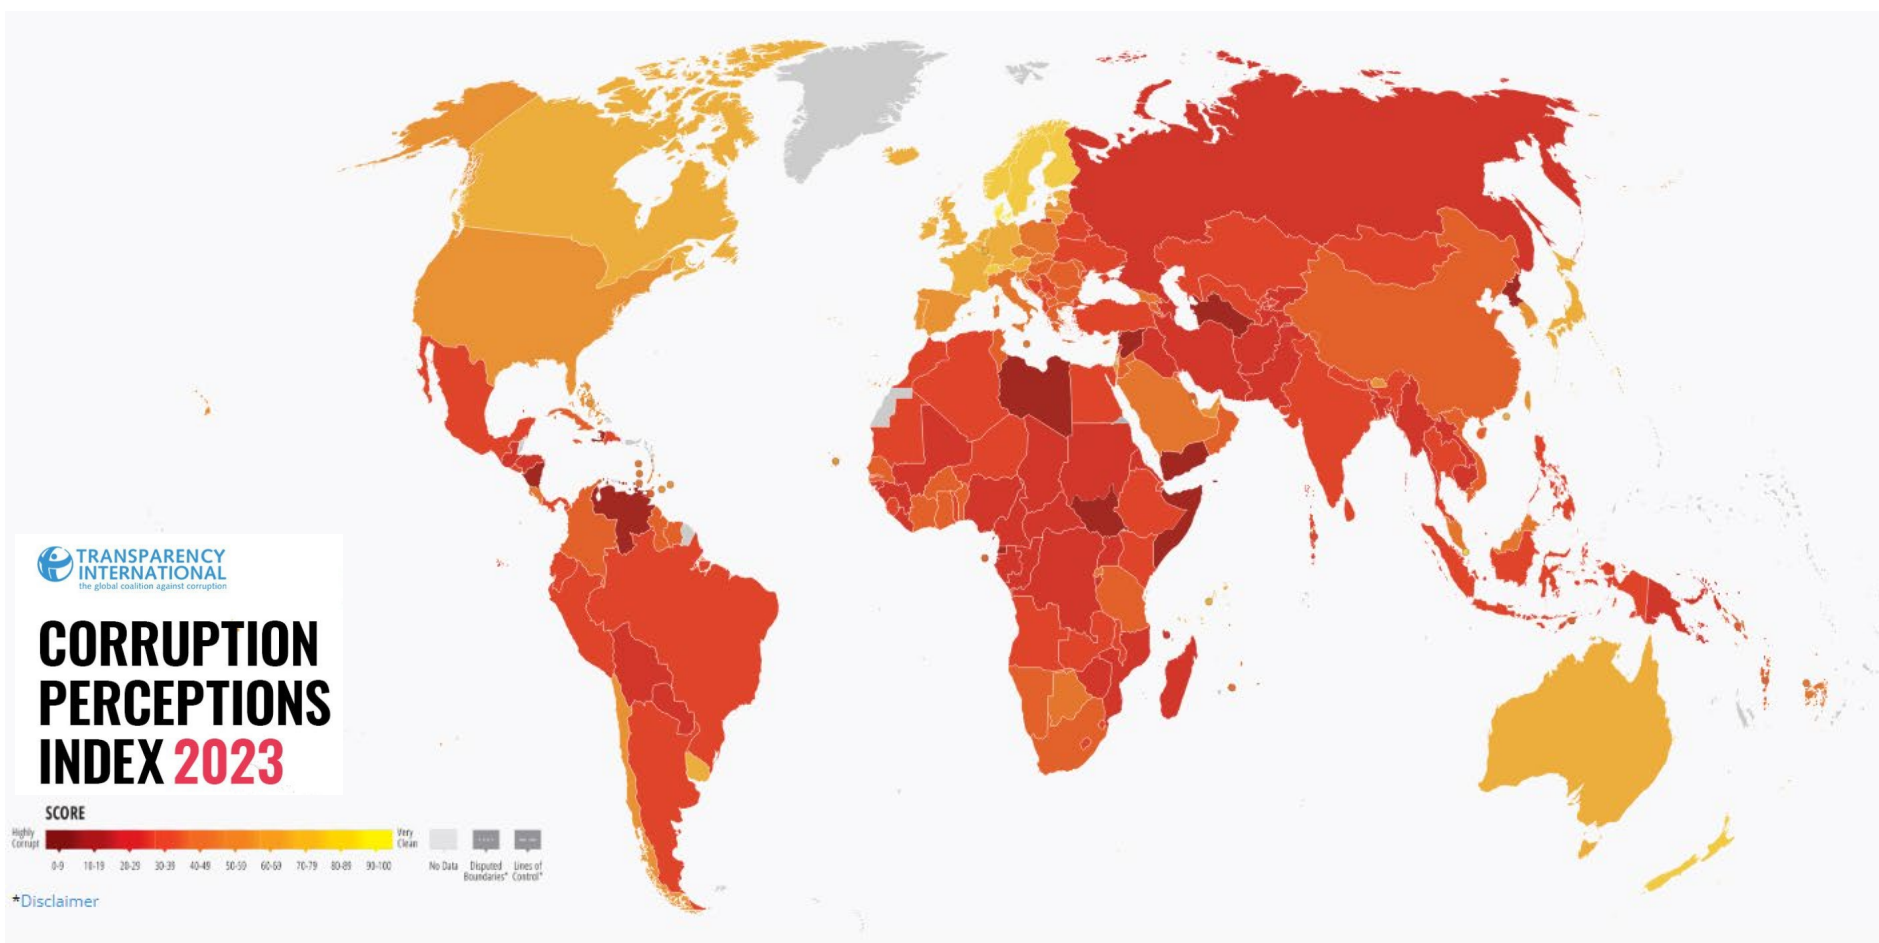 TRANSPARENCY
INTERNATIONAL
the global coalition against corruption
CORRUPTION
PERCEPTIONS
INDEX 2023
SCORE
Highly
Corrupt
Very
Clean
0-9 10-19 20-29 30-39 40-49 50-59 60-69 70-79 80-89 90-100
No Data
Disputed
Boundaries*
Lines of
Control*
*Disclaimer